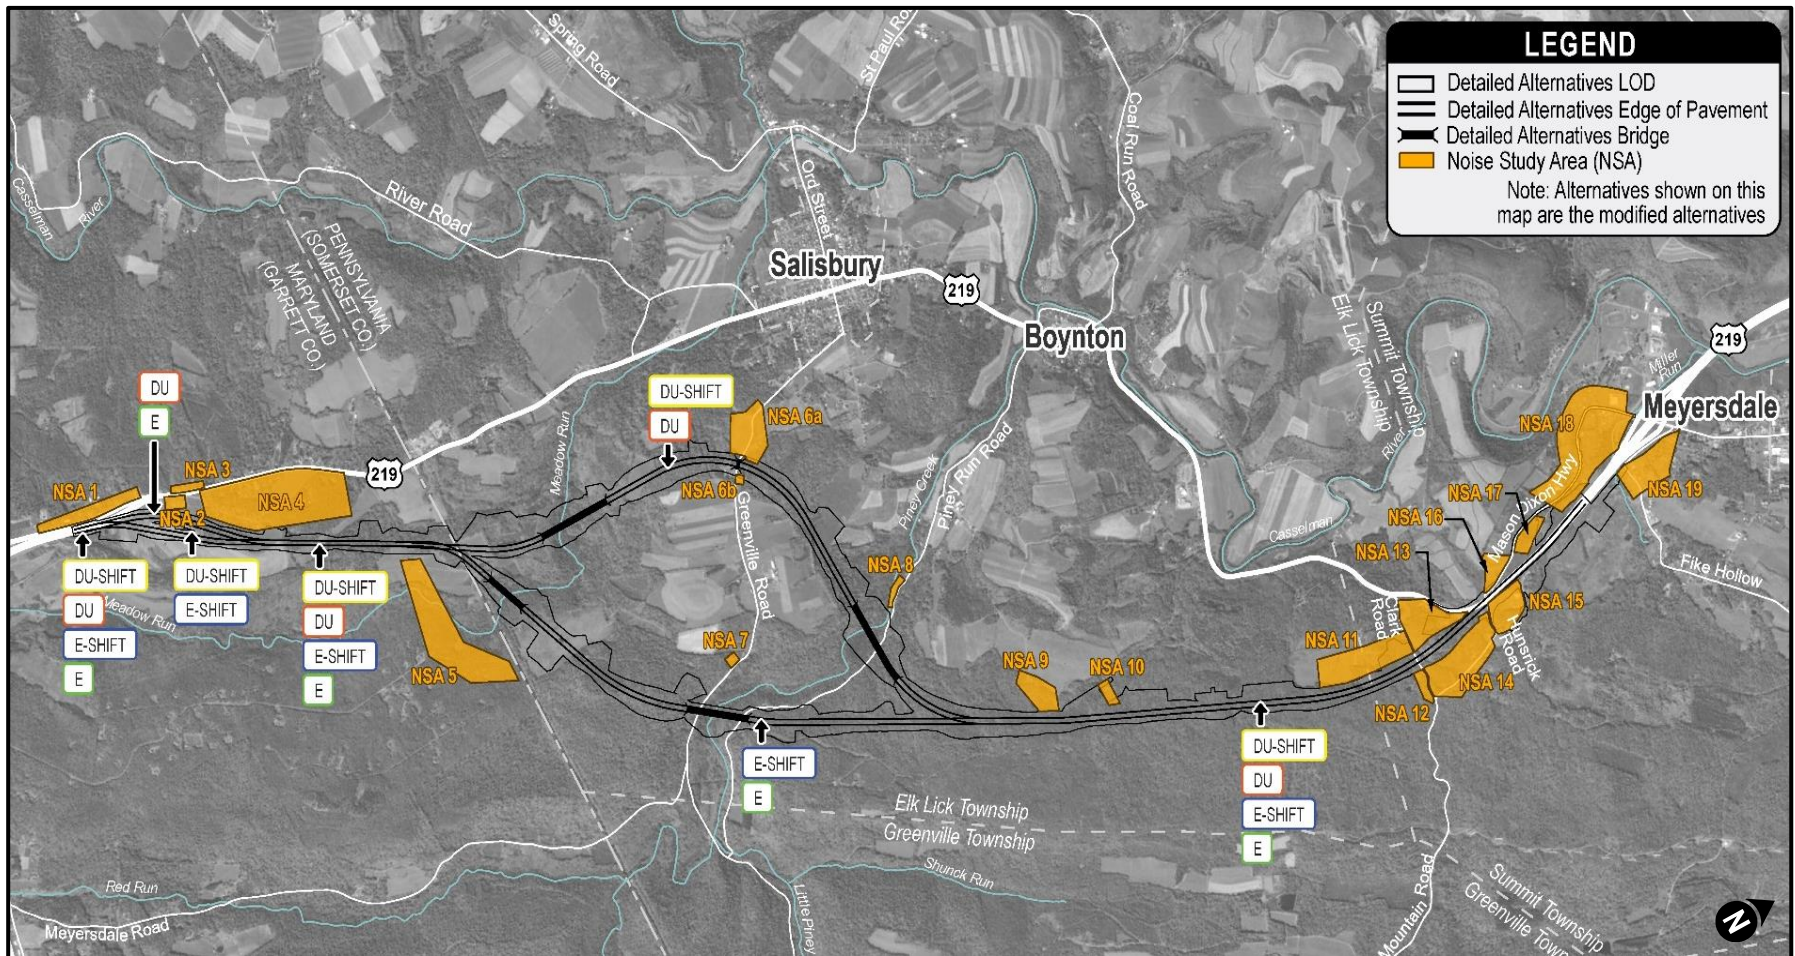 LEGEND
Detailed Alternatives LOD
Detailed Alternatives Edge of Pavement
Detailed Alternatives Bridge
Noise Study Area (NSA)
Note: Alternatives shown on this
map are the modified alternatives
Spring Road
St Paul Ro
Coal Run Road
Ord Street
Casselman
River
River Road
PENNSYLVANIA
(SOMERSET CO.)
MARYLAND
(GARRETT CO.)
Salisbury
219
Boynton
Summit Township
Elk Lick Township
River
219
Miller
Run
Meyersdale
DU
E
DU-SHIFT
DU
NSA 6a
NSA 18
NSA 3
219
NSA 1
NSA 4
NSA 2
Meadow Run
NSA 6b
Piney Creek
Piney Run Road
Greenville Road
NSA 17
Mason Dixon Hwy
NSA 19
NSA 16
Casselman
NSA 13
NSA 8
Fike Hollow
DU-SHIFT
DU
E-SHIFT
E
Meadow Run
DU-SHIFT
E-SHIFT
DU-SHIFT
DU
E-SHIFT
E
NSA 5
NSA 7
NSA 9
NSA 10
NSA 11
Clark
Road
NSA 15
Hunsrick
Road
NSA 14
NSA 12
E-SHIFT
E
DU-SHIFT
DU
E-SHIFT
E
Elk Lick Township
Greenville Township
Shunck Run
Red Run
Meyersdale Road
Little Piney
Mountain Road
Summit Township
Greenville Town
N